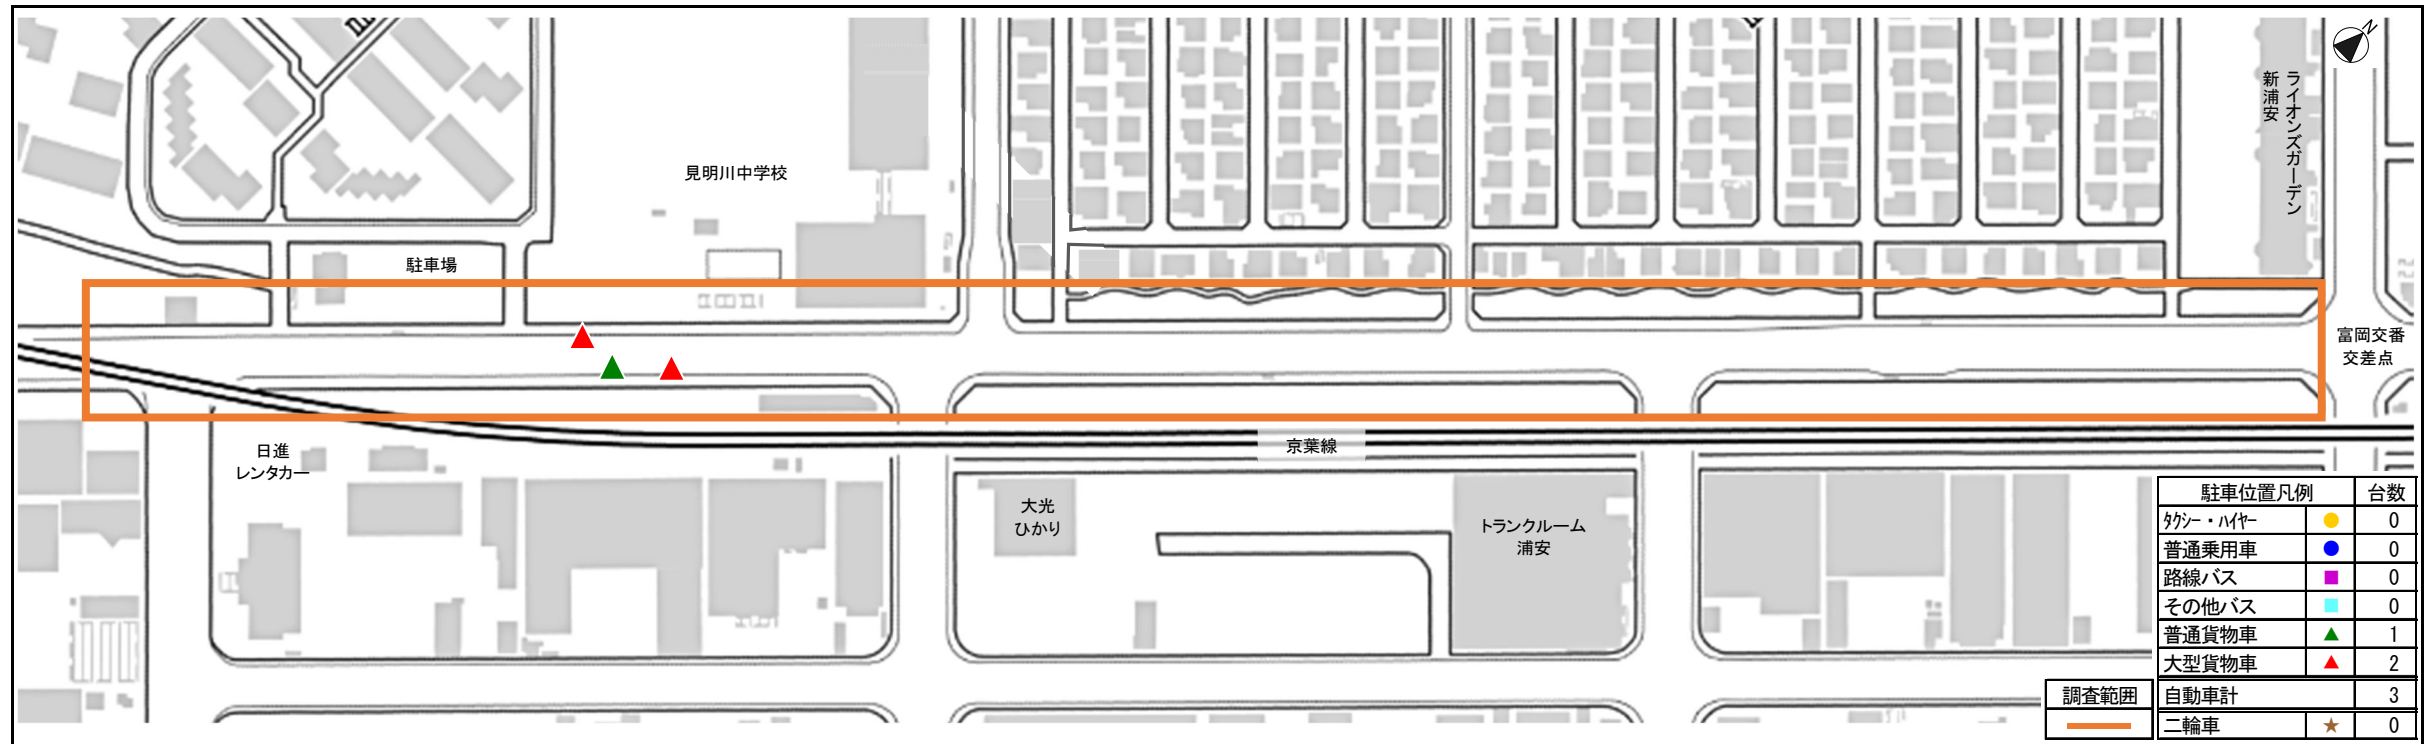 N
ライオンズガーデン
新浦安
見明川中学校
駐車場
富岡交番
交差点
京葉線
日進
レンタカー
大光
ひかり
トランクルーム
浦安
駐車位置凡例 台数
ﾀｸｼｰ・ﾊｲﾔｰ 0
普通乗用車 0
路線バス 0
その他バス 0
普通貨物車 1
大型貨物車 2
自動車計 3
二輪車 0
調査範囲